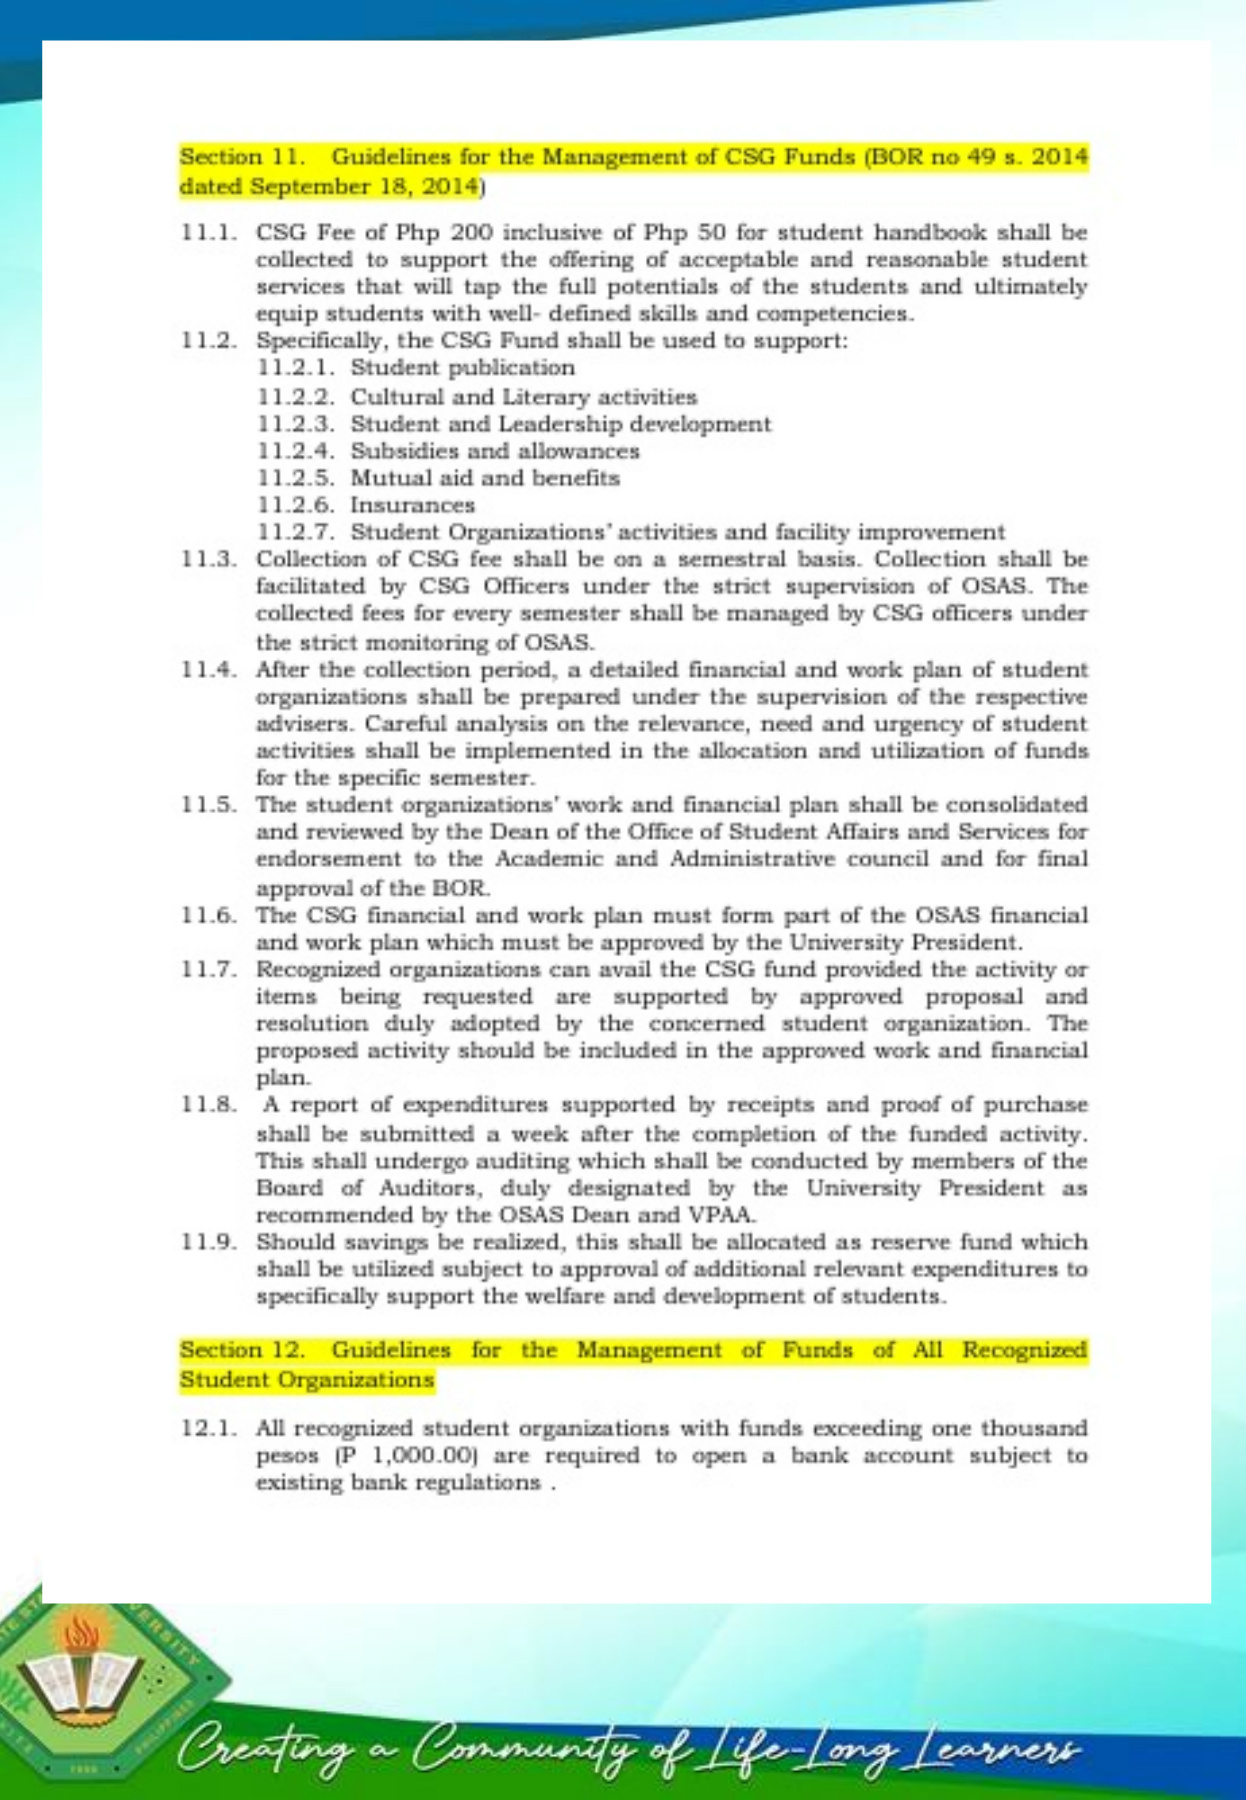 Section 11. Guidelines for the Management of CSG Funds (BOR no 49 s. 2014
dated September 18, 2014)
11.1. CSG Fee of Php 200 inclusive of Php 50 for student handbook shall be
collected to support the offering of acceptable and reasonable student
services that will tap the full potentials of the students and ultimately
equip students with well- defined skills and competencies.
11.2. Specifically, the CSG Fund shall be used to support:
11.2.1. Student publication
11.2.2. Cultural and Literary activities
11.2.3. Student and Leadership development
11.2.4. Subsidies and allowances
11.2.5. Mutual aid and benefits
11.2.6. Insurances
11.2.7. Student Organizations' activities and facility improvement
11.3. Collection of CSG fee shall be on a semestral basis. Collection shall be
facilitated by CSG Officers under the strict supervision of OSAS. The
collected fees for every semester shall be managed by CSG officers under
the strict monitoring of OSAS.
11.4. After the collection period, a detailed financial and work plan of student
organizations shall be prepared under the supervision of the respective
advisers. Careful analysis on the relevance, need and urgency of student
activities shall be implemented in the allocation and utilization of funds
for the specific semester.
11.5. The student organizations' work and financial plan shall be consolidated
and reviewed by the Dean of the Office of Student Affairs and Services for
endorsement to the Academic and Administrative council and for final
approval of the BOR.
11.6. The CSG financial and work plan must form part of the OSAS financial
and work plan which must be approved by the University President.
11.7. Recognized organizations can avail the CSG fund provided the activity or
items being requested are supported by approved proposal and
resolution duly adopted by the concerned student organization. The
proposed activity should be included in the approved work and financial
plan.
11.8. A report of expenditures supported by receipts and proof of purchase
shall be submitted a week after the completion of the funded activity.
This shall undergo auditing which shall be conducted by members of the
Board of Auditors, duly designated by the University President as
recommended by the OSAS Dean and VPAA.
11.9. Should savings be realized, this shall be allocated as reserve fund which
shall be utilized subject to approval of additional relevant expenditures to
specifically support the welfare and development of students.
Section 12. Guidelines for the Management of Funds of All Recognized
Student Organizations
12.1. All recognized student organizations with funds exceeding one thousand
pesos (P 1,000.00) are required to open a bank account subject to
existing bank regulations .
Creating a Community of Life-Long Learners